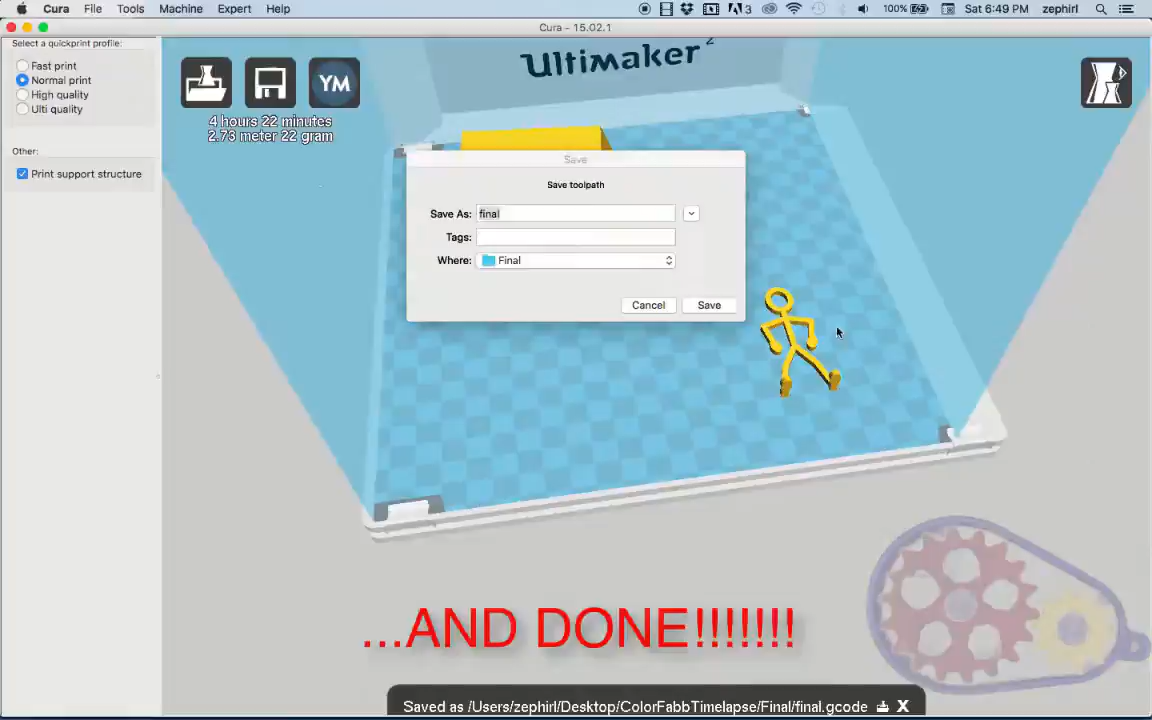 Cura File Tools Machine Expert Help
3 100% Sat 6:49 PM zephirl
Cura - 15.02.1
Select a quickprint profile:
Fast print
Normal print
High quality
Ulti quality
Other:
Print support structure
Ultimaker²
YM
4 hours 22 minutes
2.73 meter 22 gram
Save
Save toolpath
Save As: final
Tags:
Where: Final
Cancel Save
...AND DONE!!!!!!!
Saved as /Users/zephirl/Desktop/ColorFabbTimelapse/Final/final.gcode X